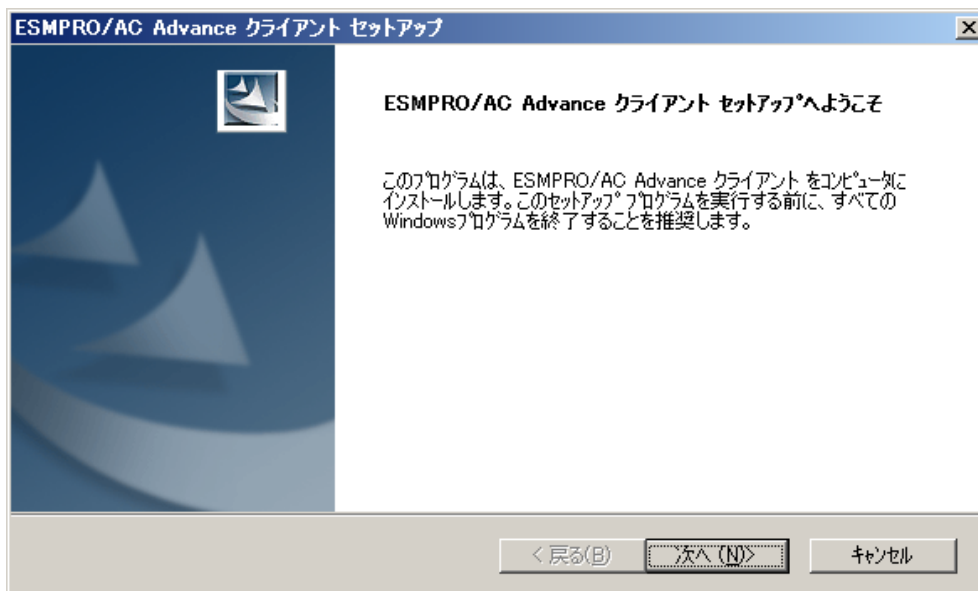 ESMPRO/AC Advance クライアント セットアップ
ESMPRO/AC Advance クライアント セットアップへようこそ
このプログラムは、ESMPRO/AC Advance クライアント をコンピュータに
インストールします。このセットアップ プログラムを実行する前に、すべての
Windowsプログラムを終了することを推奨します。
< 戻る(B)
次へ (N)>
キャンセル